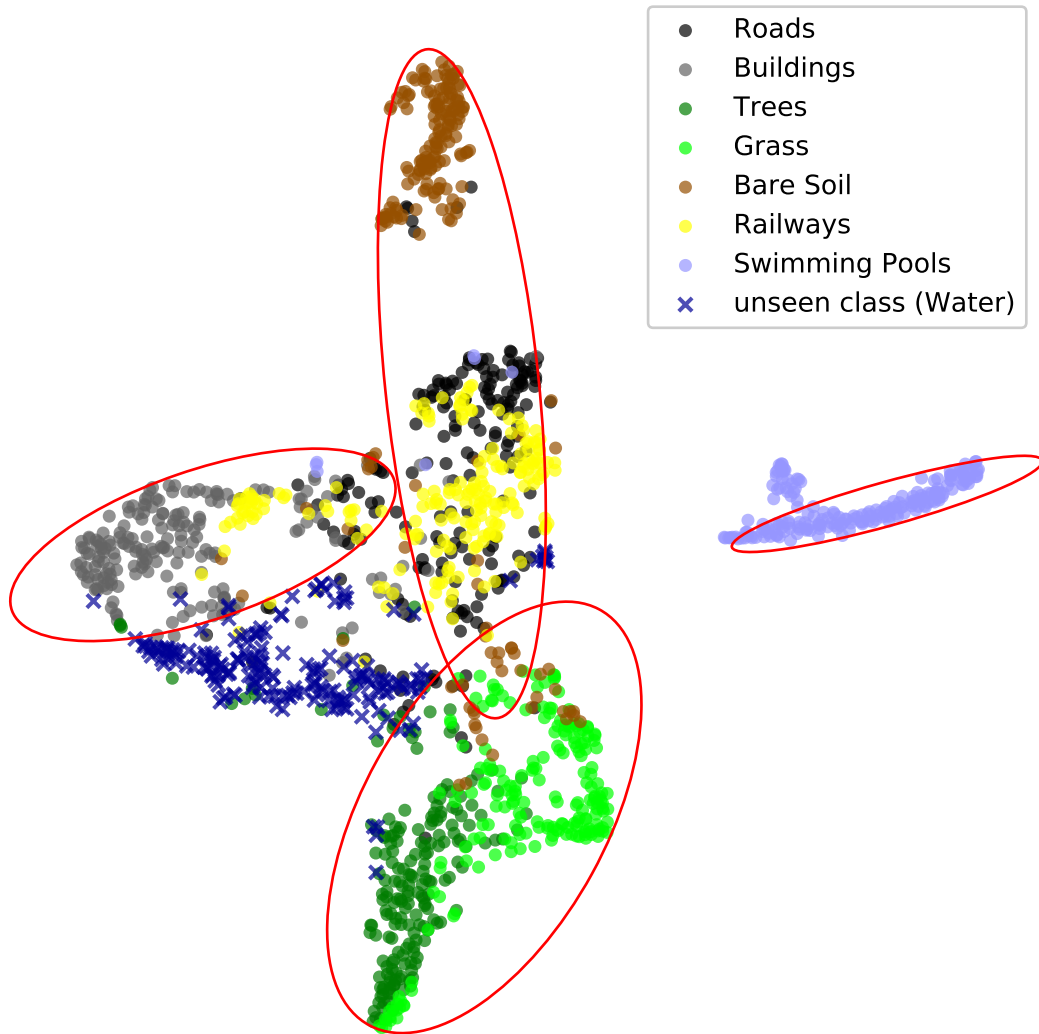 Roads
Buildings
Trees
Grass
Bare Soil
Railways
Swimming Pools
unseen class (Water)